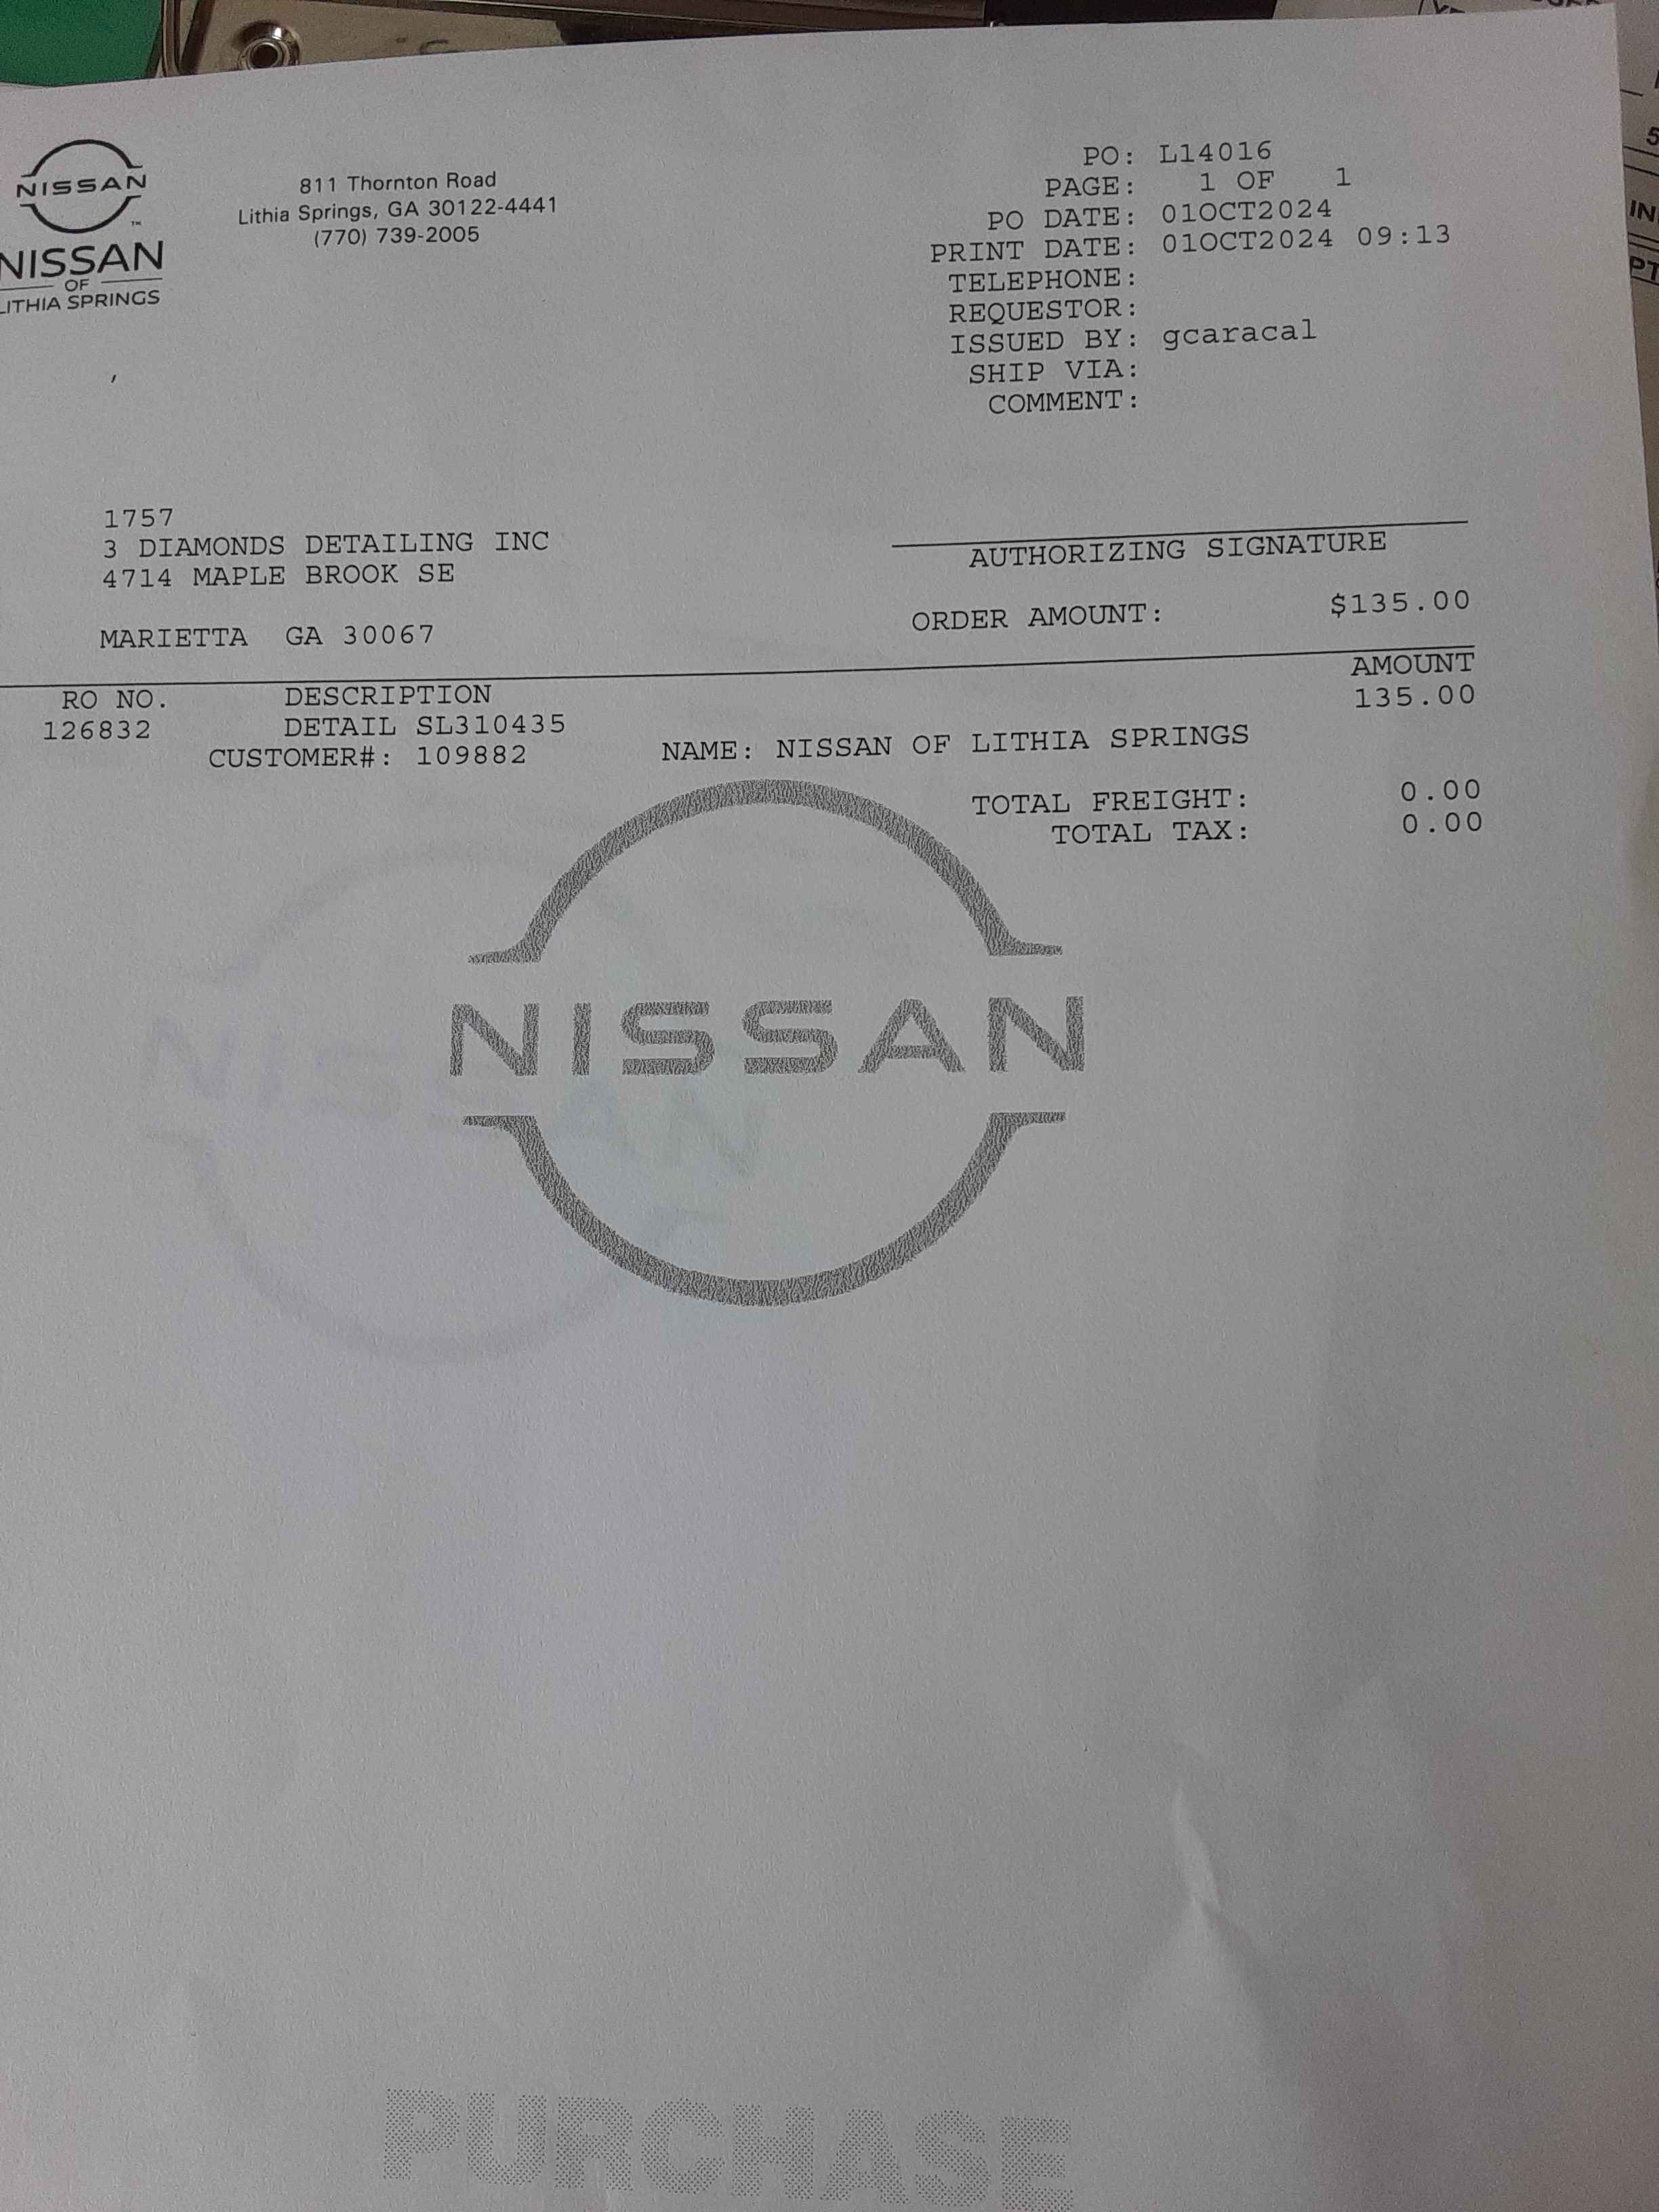 NISSAN
NISSAN
OF
LITHIA SPRINGS
811 Thornton Road
Lithia Springs, GA 30122-4441
(770) 739-2005
PO: L14016
PAGE: 1 OF 1
PO DATE: 01OCT2024
PRINT DATE: 01OCT2024 09:13
TELEPHONE:
REQUESTOR:
ISSUED BY: gcaracal
SHIP VIA:
COMMENT:
1757
3 DIAMONDS DETAILING INC
4714 MAPLE BROOK SE
MARIETTA GA 30067
AUTHORIZING SIGNATURE
ORDER AMOUNT: $135.00
RO NO. DESCRIPTION AMOUNT
126832 DETAIL SL310435 135.00
CUSTOMER#: 109882 NAME: NISSAN OF LITHIA SPRINGS
TOTAL FREIGHT: 0.00
TOTAL TAX: 0.00
NISSAN
NISSAN
PURCHASE